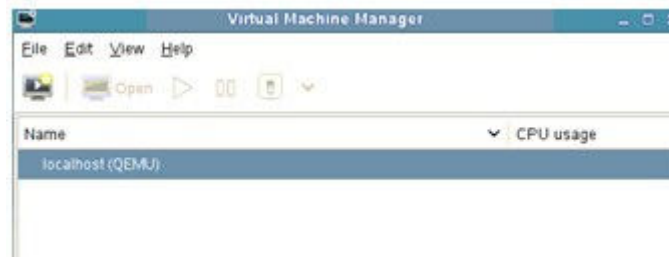 Virtual Machine Manager
File Edit View Help
Open
Name CPU usage
localhost (QEMU)